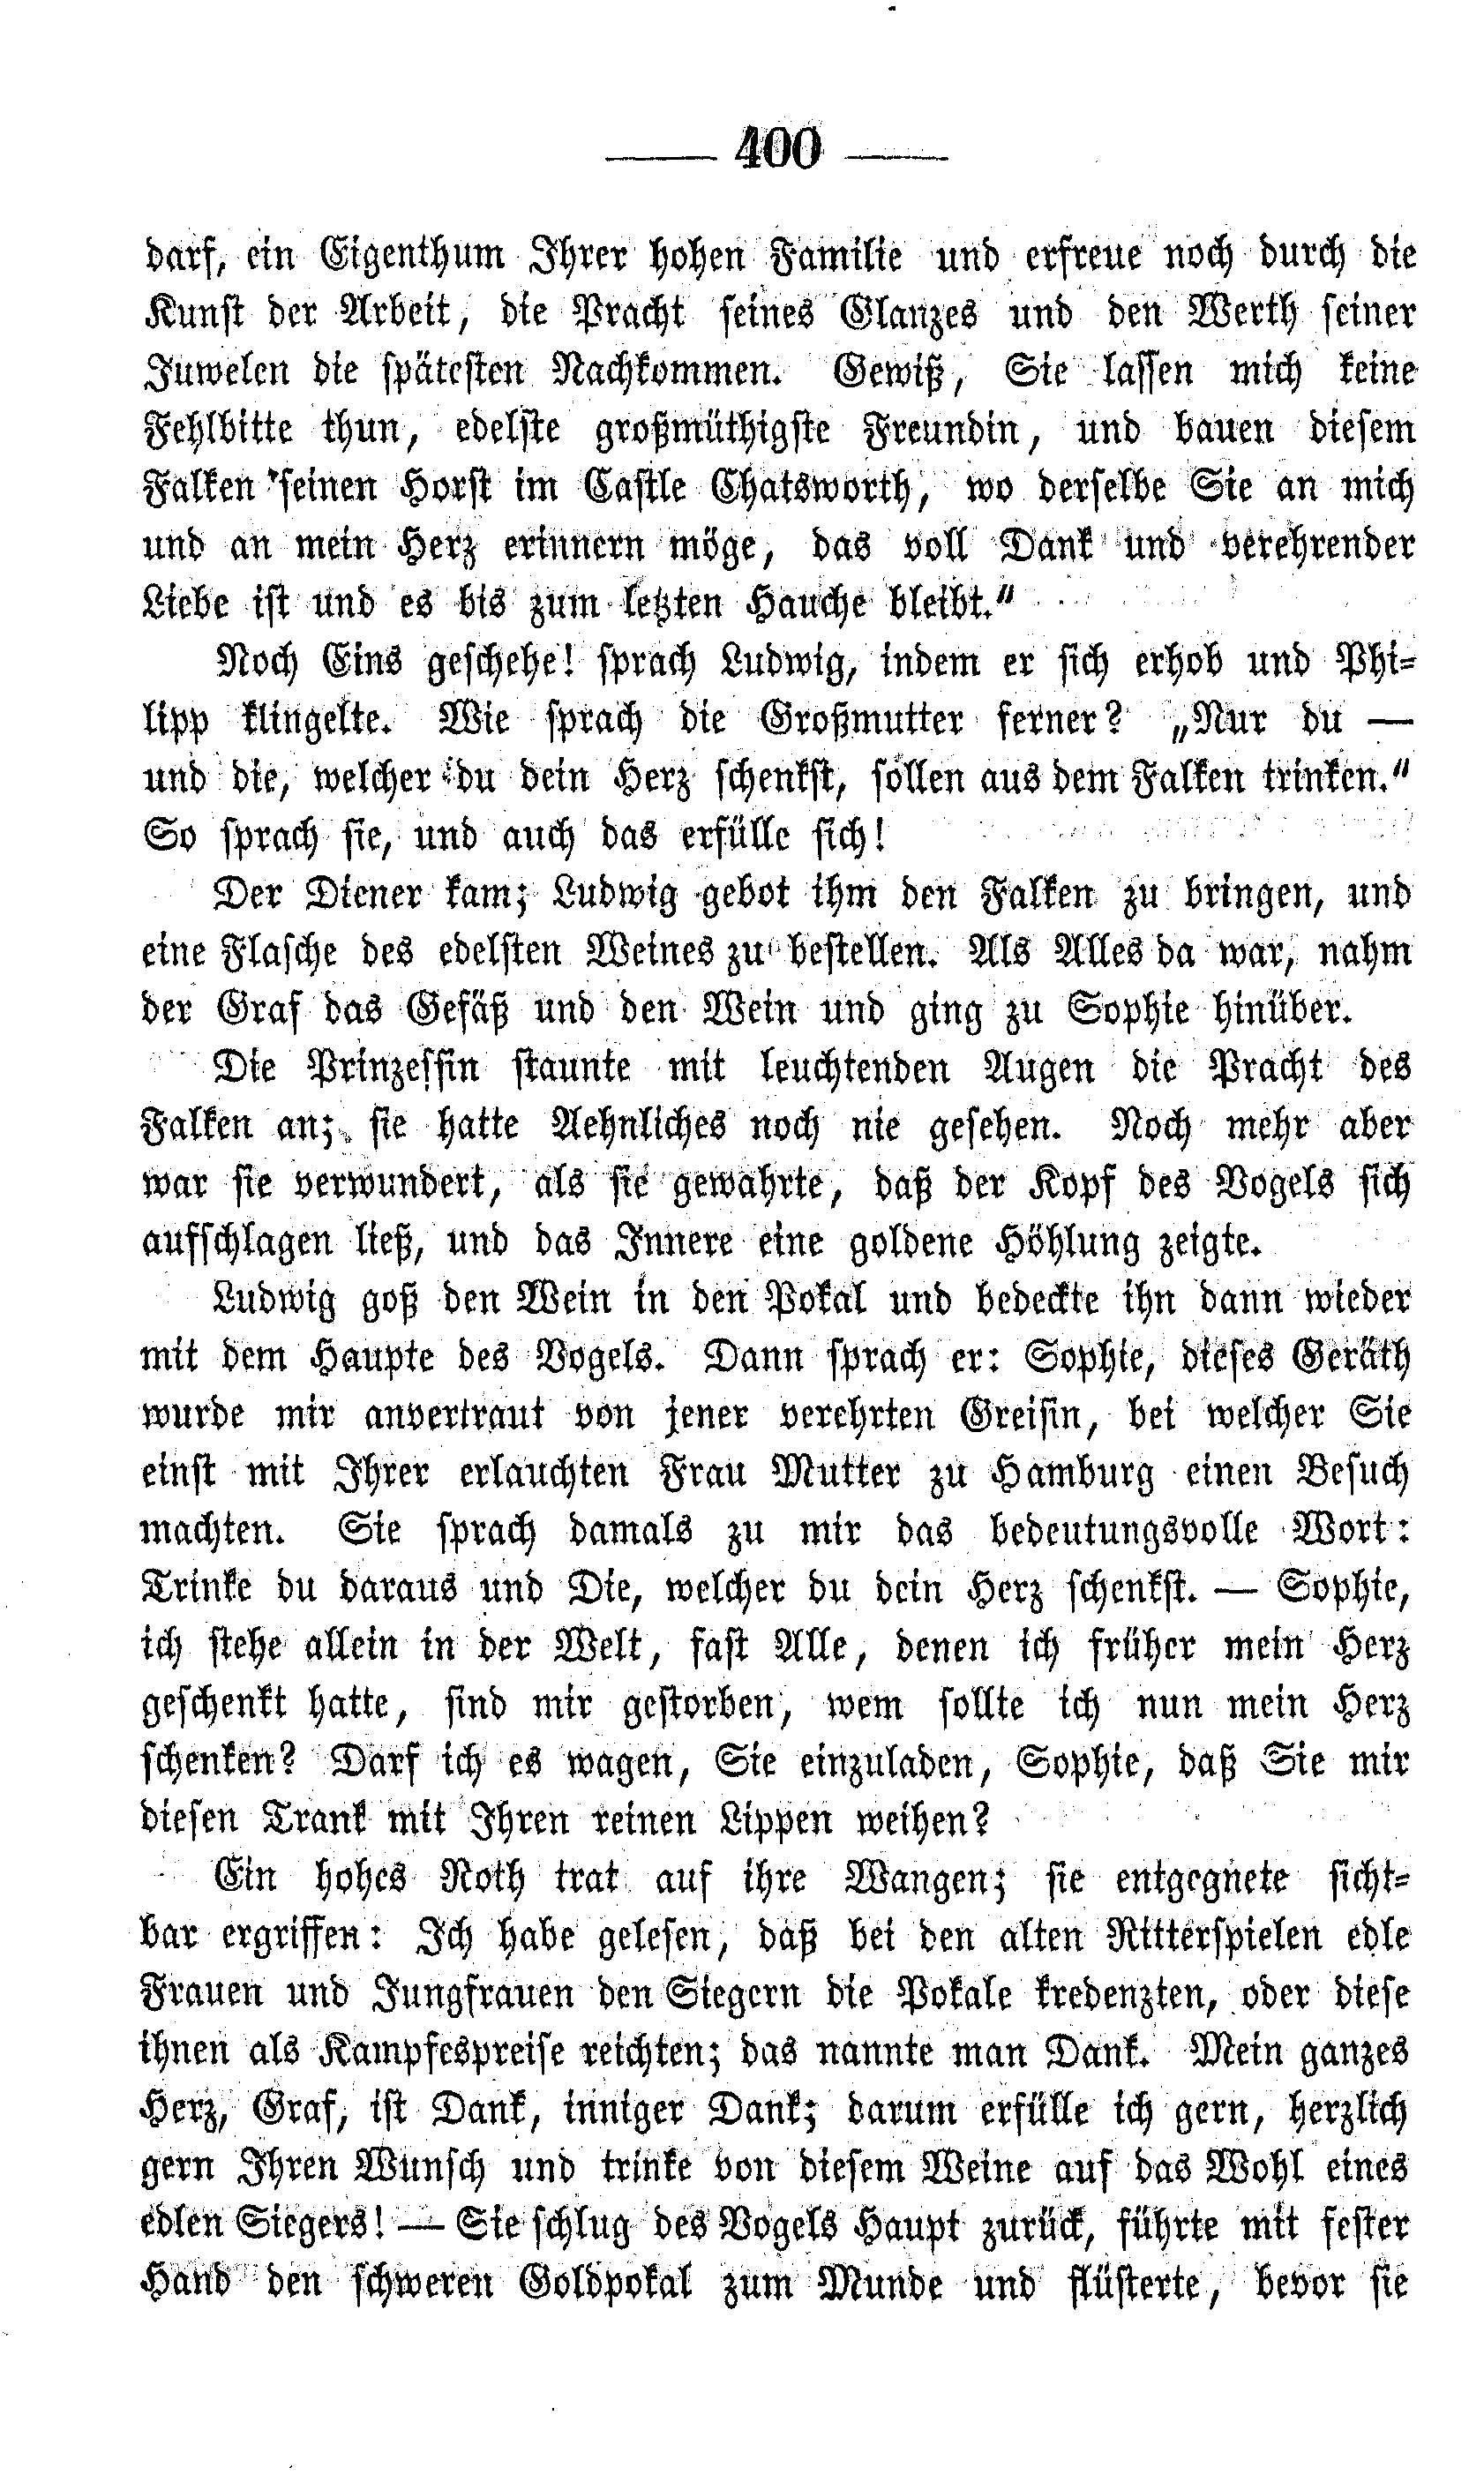 — 400 —
darf, ein Eigenthum Ihrer hohen Familie und erfreue noch durch die
Kunst der Arbeit, die Pracht seines Glanzes und den Werth seiner
Juwelen die spätesten Nachkommen. Gewiß, Sie lassen mich keine
Fehlbitte thun, edelste großmüthigste Freundin, und bauen diesem
Falken seinen Horst im Castle Chatsworth, wo derselbe Sie an mich
und an mein Herz erinnern möge, das voll Dank und verehrender
Liebe ist und es bis zum letzten Hauche bleibt.“
Noch Eins geschehe! sprach Ludwig, indem er sich erhob und Phi-
lipp klingelte. Wie sprach die Großmutter ferner? „Nur du —
und die, welcher du dein Herz schenkst, sollen aus dem Falken trinken.“
So sprach sie, und auch das erfülle sich!
Der Diener kam; Ludwig gebot ihm den Falken zu bringen, und
eine Flasche des edelsten Weines zu bestellen. Als Alles da war, nahm
der Graf das Gefäß und den Wein und ging zu Sophie hinüber.
Die Prinzessin staunte mit leuchtenden Augen die Pracht des
Falken an; sie hatte Aehnliches noch nie gesehen. Noch mehr aber
war sie verwundert, als sie gewahrte, daß der Kopf des Vogels sich
aufschlagen ließ, und das Innere eine goldene Höhlung zeigte.
Ludwig goß den Wein in den Pokal und bedeckte ihn dann wieder
mit dem Haupte des Vogels. Dann sprach er: Sophie, dieses Geräth
wurde mir anvertraut von jener verehrten Greisin, bei welcher Sie
einst mit Ihrer erlauchten Frau Mutter zu Hamburg einen Besuch
machten. Sie sprach damals zu mir das bedeutungsvolle Wort:
Trinke du daraus und Die, welcher du dein Herz schenkst. — Sophie,
ich stehe allein in der Welt, fast Alle, denen ich früher mein Herz
geschenkt hatte, sind mir gestorben, wem sollte ich nun mein Herz
schenken? Darf ich es wagen, Sie einzuladen, Sophie, daß Sie mir
diesen Trank mit Ihren reinen Lippen weihen?
Ein hohes Roth trat auf ihre Wangen; sie entgegnete sicht-
bar ergriffen: Ich habe gelesen, daß bei den alten Ritterspielen edle
Frauen und Jungfrauen den Siegern die Pokale kredenzten, oder diese
ihnen als Kampfespreise reichten; das nannte man Dank. Mein ganzes
Herz, Graf, ist Dank, inniger Dank; darum erfülle ich gern, herzlich
gern Ihren Wunsch und trinke von diesem Weine auf das Wohl eines
edlen Siegers! — Sie schlug des Vogels Haupt zurück, führte mit fester
Hand den schweren Goldpokal zum Munde und flüsterte, bevor sie